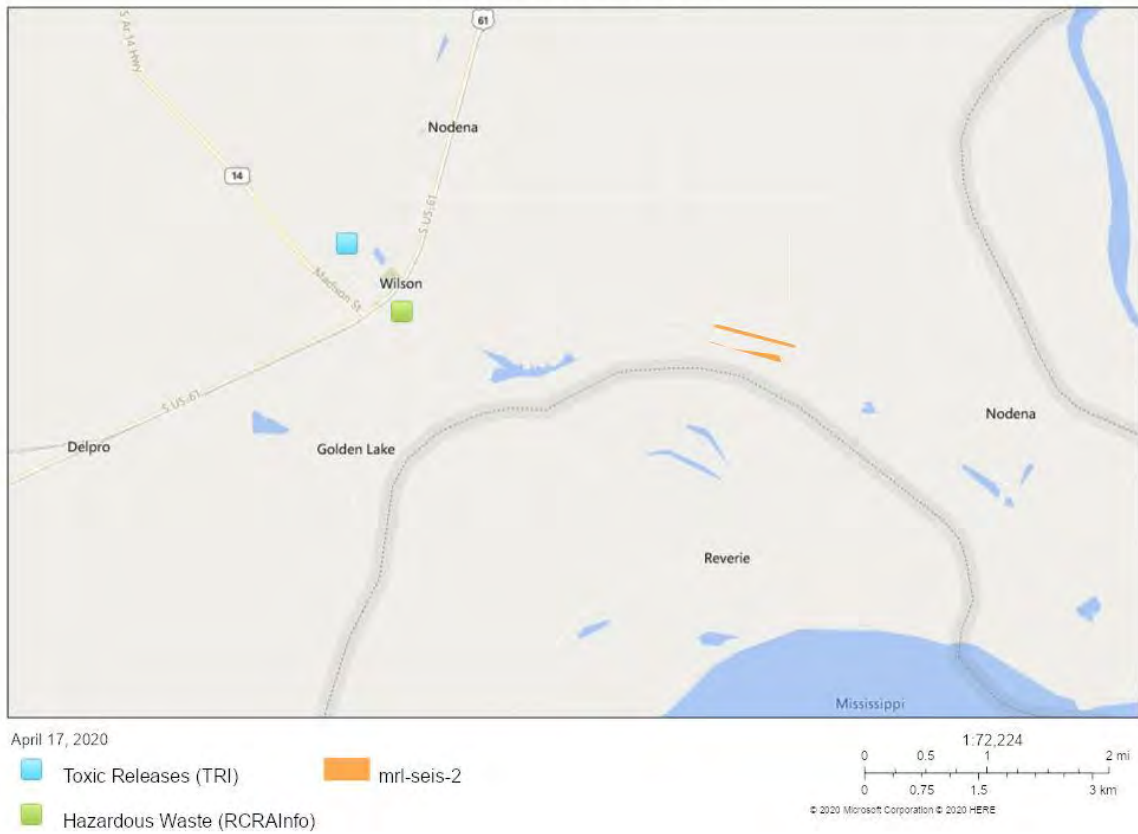 S Ar 14 Hwy
61
Nodena
14
S US-61
Madison St
Wilson
S US-61
Delpro
Golden Lake
Nodena
Reverie
Mississippi
April 17, 2020
Toxic Releases (TRI)
mrl-seis-2
Hazardous Waste (RCRAInfo)
1:72,224
0 0.5 1 2 mi
0 0.75 1.5 3 km
© 2020 Microsoft Corporation © 2020 HERE